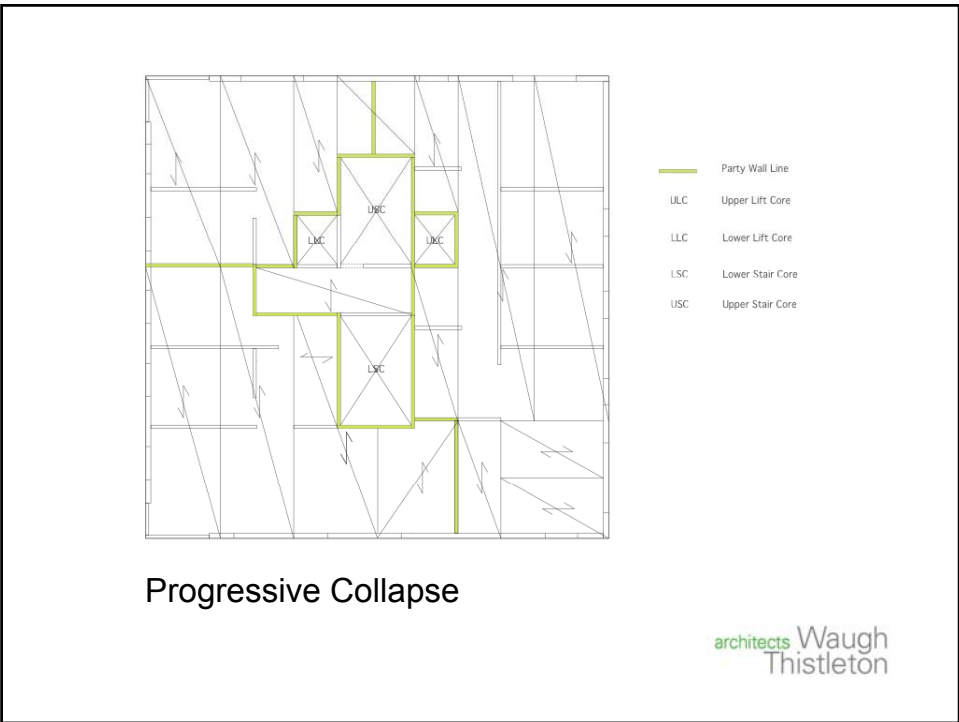 USC
LLC
ULC
LSC
Party Wall Line
ULC Upper Lift Core
LLC Lower Lift Core
LSC Lower Stair Core
USC Upper Stair Core
Progressive Collapse
architects Waugh
Thistleton